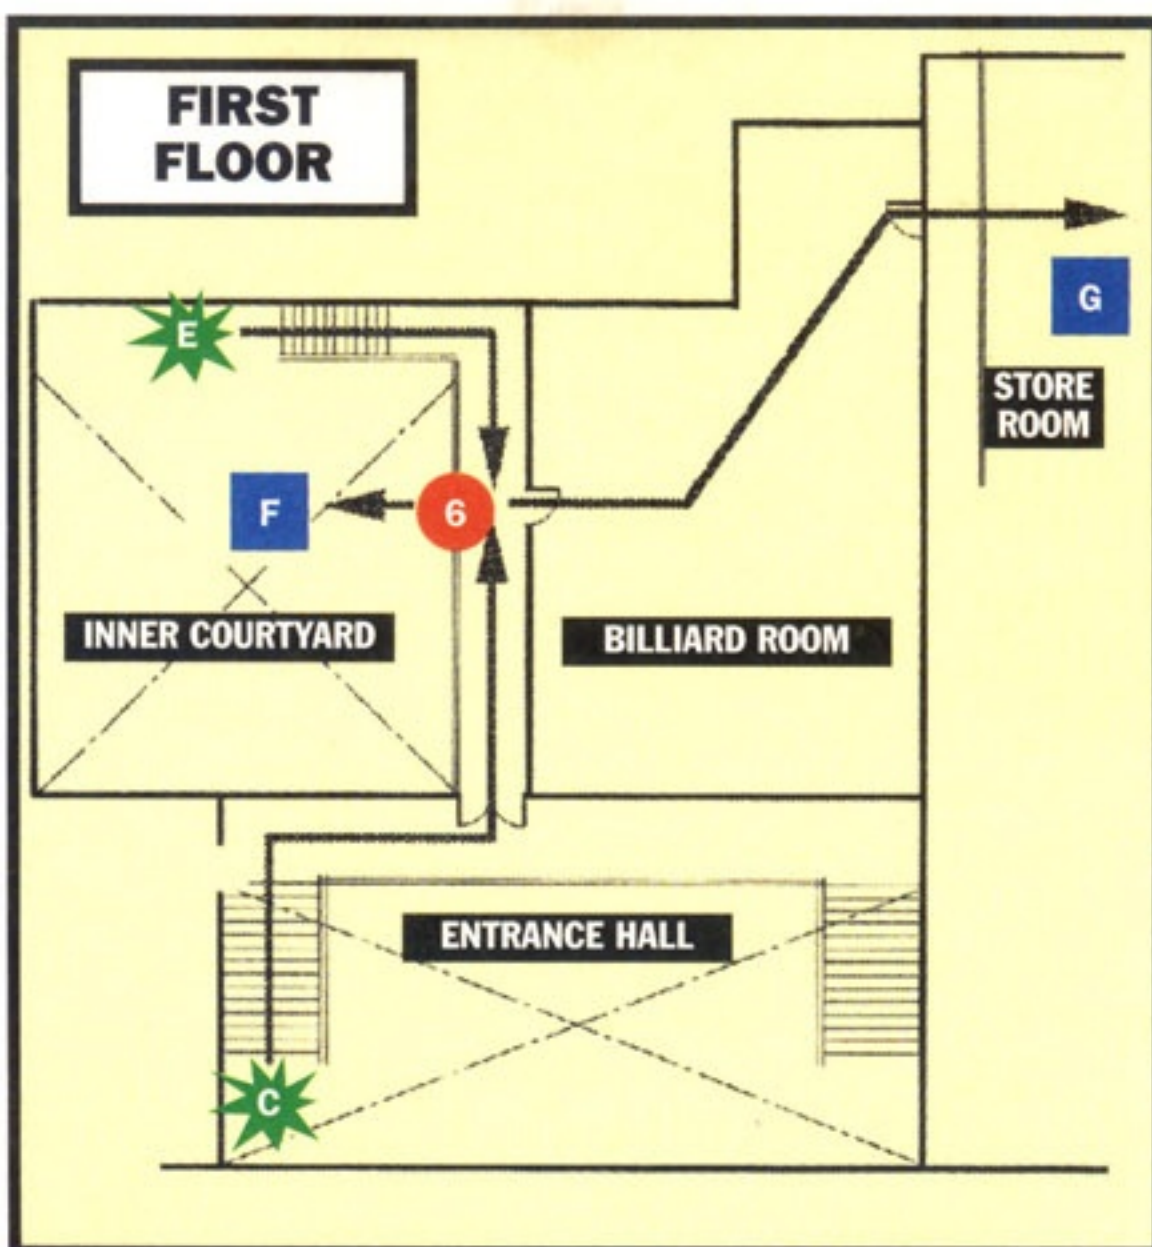 FIRST
FLOOR
E
G
STORE
ROOM
F
6
INNER COURTYARD
BILLIARD ROOM
ENTRANCE HALL
C